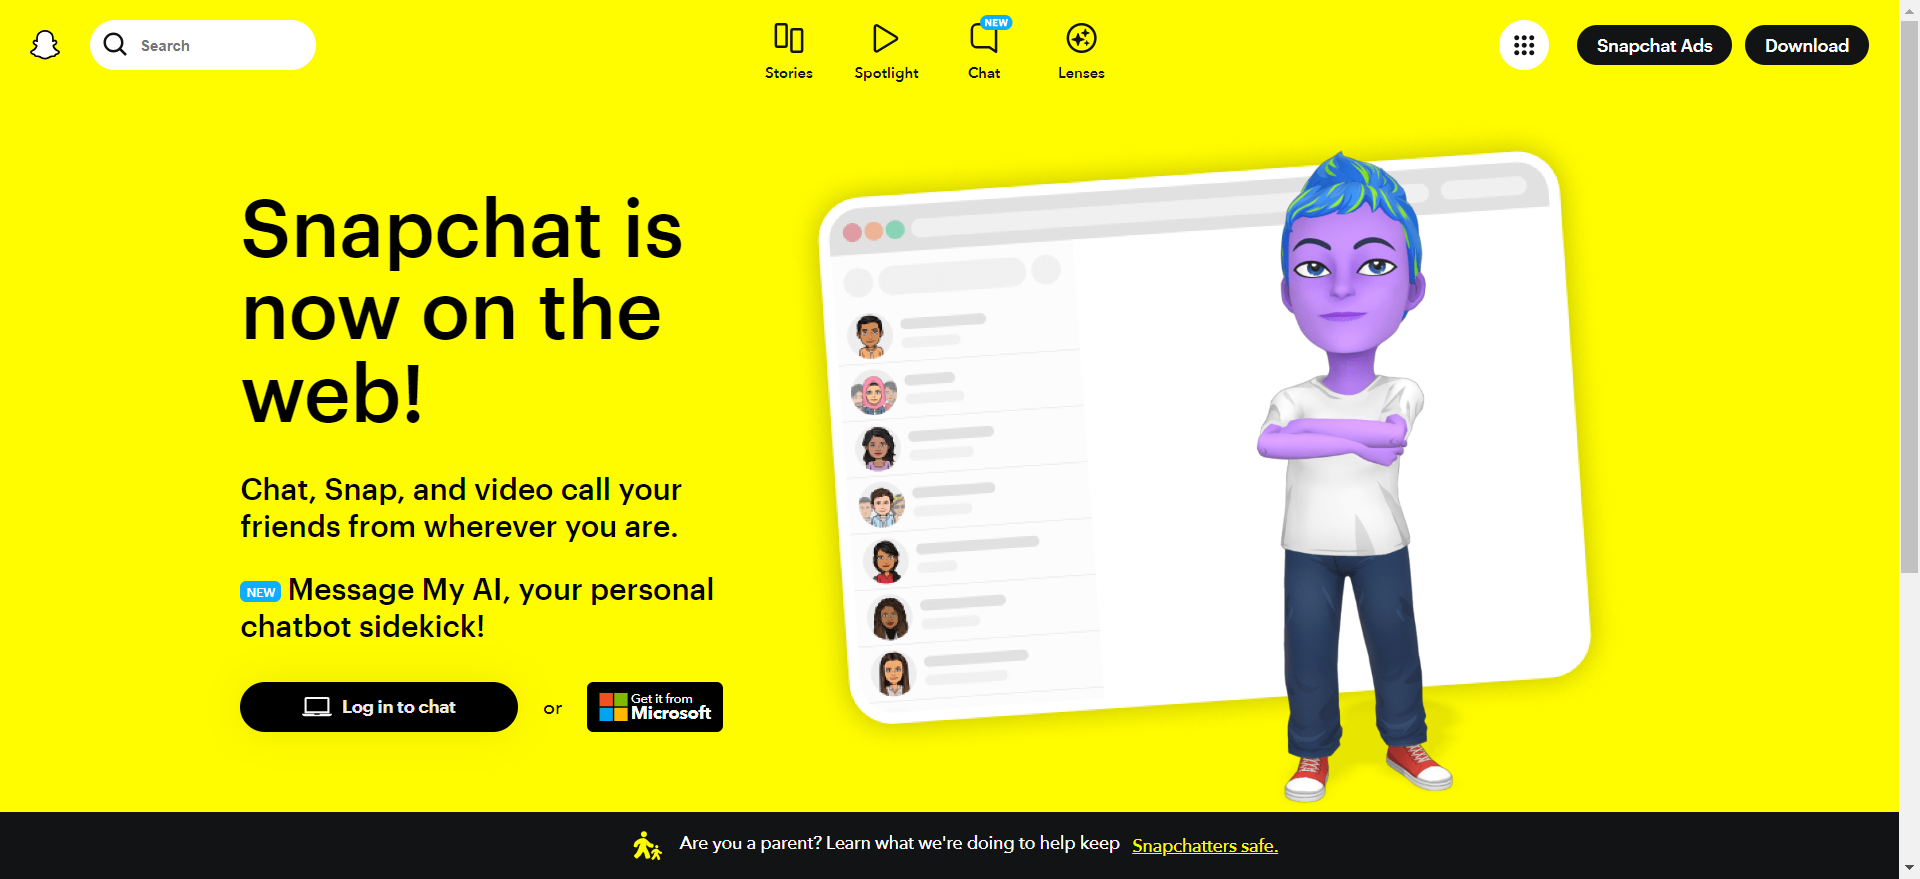 Search
Stories
Spotlight
NEW
Chat
Lenses
Snapchat Ads
Download
Snapchat is
now on the
web!
Chat, Snap, and video call your
friends from wherever you are.
NEW Message My AI, your personal
chatbot sidekick!
Log in to chat
or
Get it from
Microsoft
Are you a parent? Learn what we're doing to help keep Snapchatters safe.